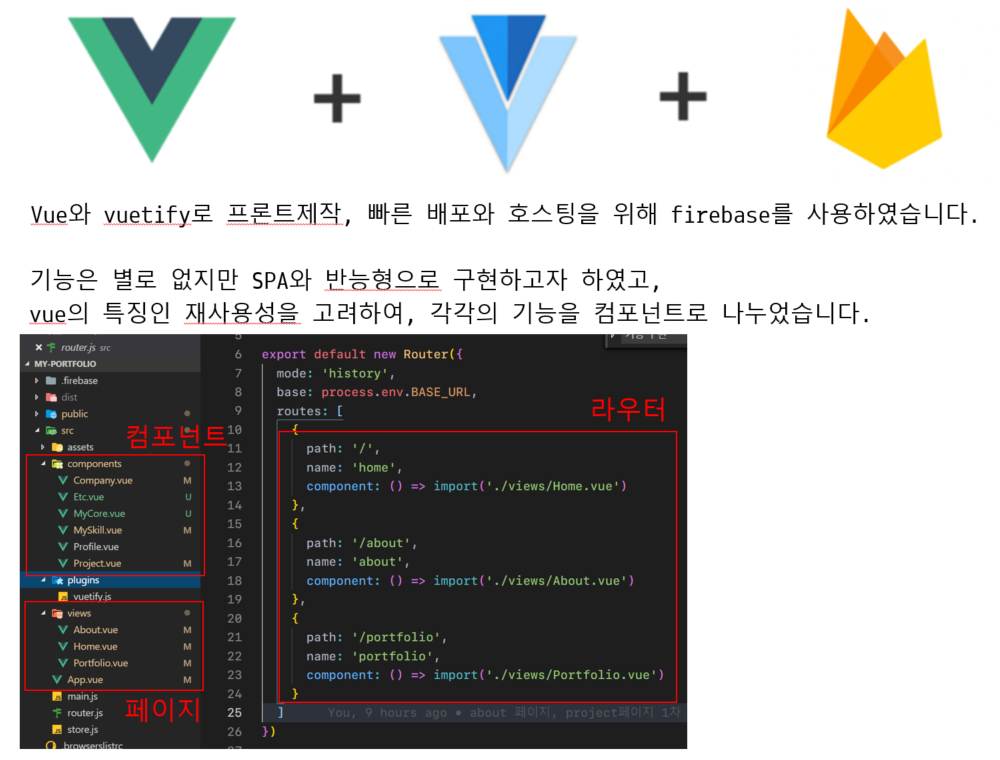 Vue와 vuetify로 프론트제작, 빠른 배포와 호스팅을 위해 firebase를 사용하였습니다.
기능은 별로 없지만 SPA와 반능형으로 구현하고자 하였고,
vue의 특징인 재사용성을 고려하여, 각각의 기능을 컴포넌트로 나누었습니다.
router.js src
MY-PORTFOLIO
.firebase
dist
public
src
assets
컴포넌트
components
Company.vue M
Etc.vue U
MyCore.vue U
MySkill.vue M
Profile.vue
Project.vue M
plugins
vuetify.js
views
About.vue M
Home.vue M
Portfolio.vue M
App.vue M
main.js
router.js
store.js
페이지
.browserslistrc
라우터
6 export default new Router({
7 mode: 'history',
8 base: process.env.BASE_URL,
9 routes: [
10 {
11 path: '/',
12 name: 'home',
13 component: () => import('./views/Home.vue')
14 },
15 {
16 path: '/about',
17 name: 'about',
18 component: () => import('./views/About.vue')
19 },
20 {
21 path: '/portfolio',
22 name: 'portfolio',
23 component: () => import('./views/Portfolio.vue')
24 }
25 ] You, 9 hours ago • about 페이지, project페이지 1차
26 })